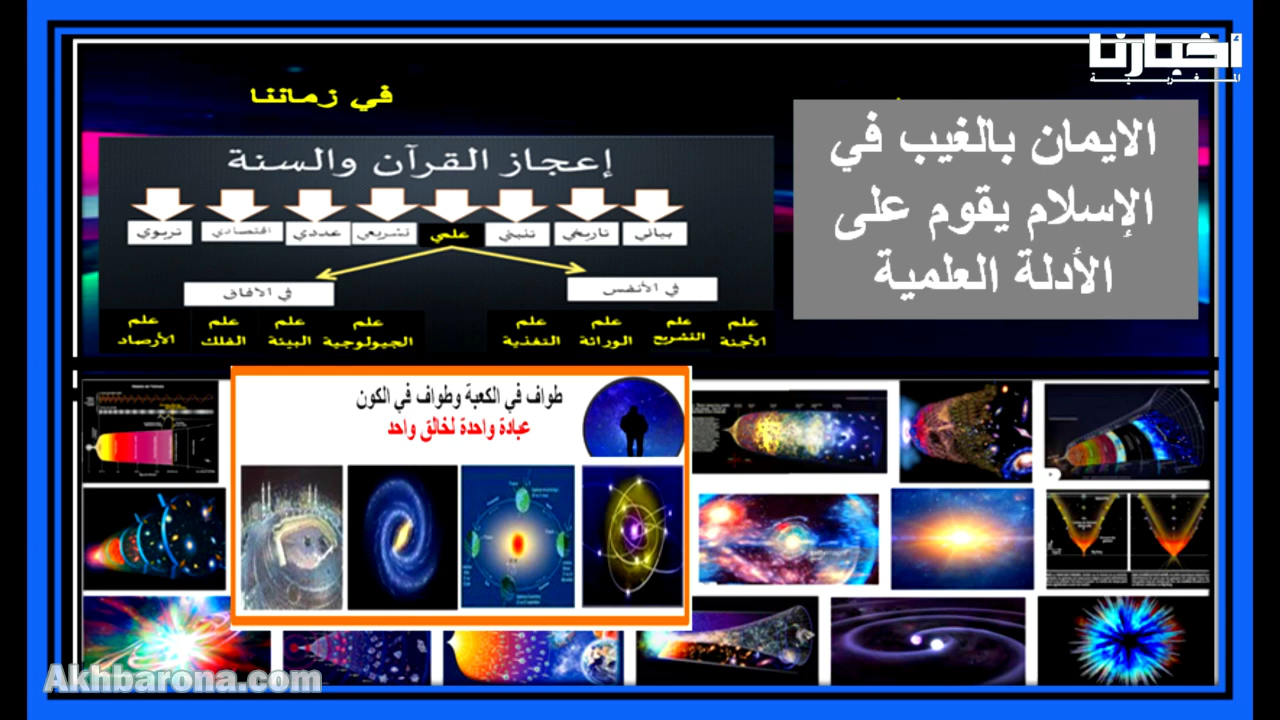 أخبارنا
المغربية
في زماننا
الايمان بالغيب في
الإسلام يقوم على
الأدلة العلمية
إعجاز القرآن والسنة
بياني تاريخي تنبئي علمي تشريعي عددي اقتصادي تربوي
في الأنفس في الافاق
علم الأجنة
علم التشريح
علم الوراثة
علم التغذية
علم الجيولوجية
علم البيئة
علم الفلك
علم الأرصاد
طواف في الكعبة وطواف في الكون
عبادة واحدة لخالق واحد
Akhbarona.com